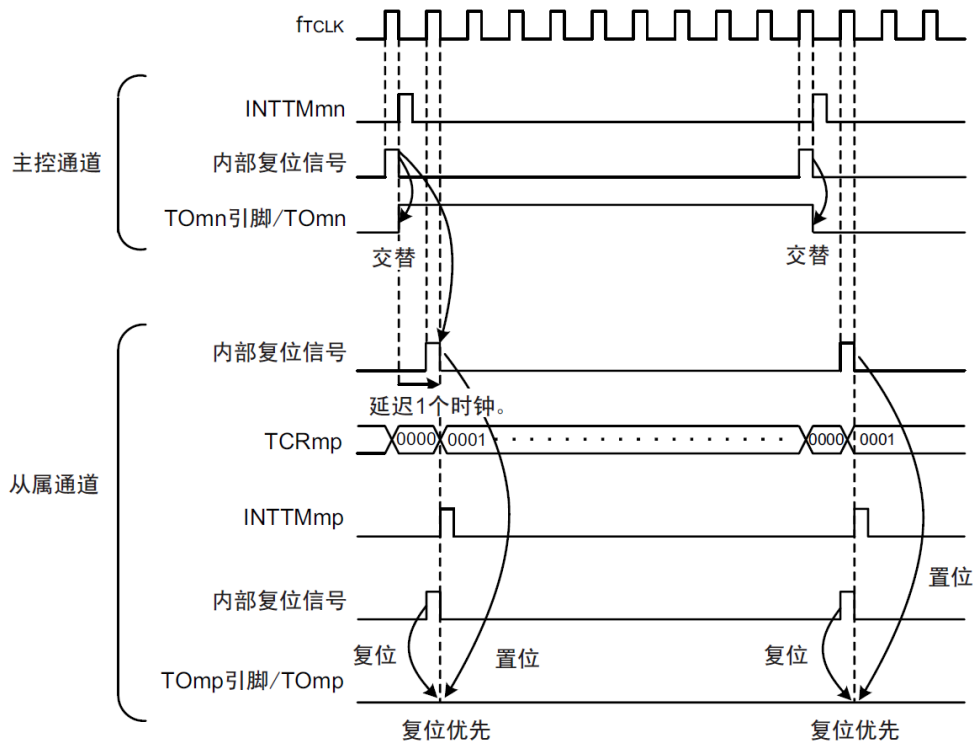 fTCLK
INTTMmn
主控通道
内部复位信号
TOmn引脚/TOmn
交替
交替
内部复位信号
延迟1个时钟。
TCRmp
0000
0001
0000
0001
从属通道
INTTMmp
置位
内部复位信号
复位
置位
复位
TOmp引脚/TOmp
复位优先
复位优先